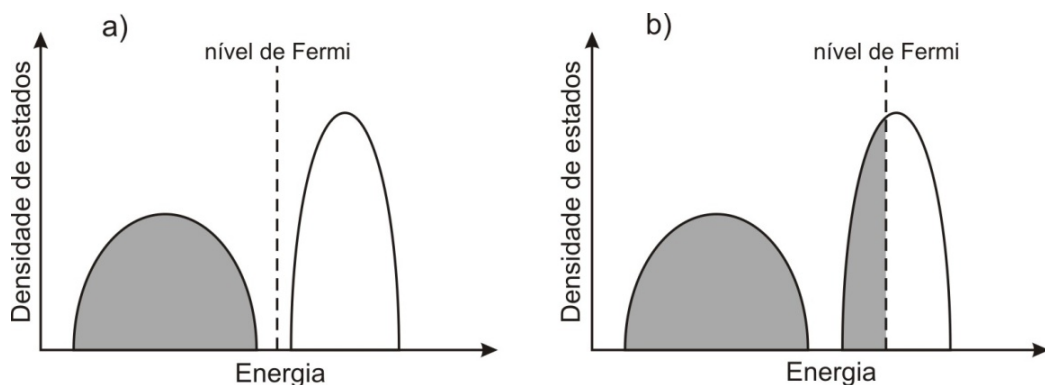 a)
nível de Fermi
Densidade de estados
Energia
b)
nível de Fermi
Densidade de estados
Energia